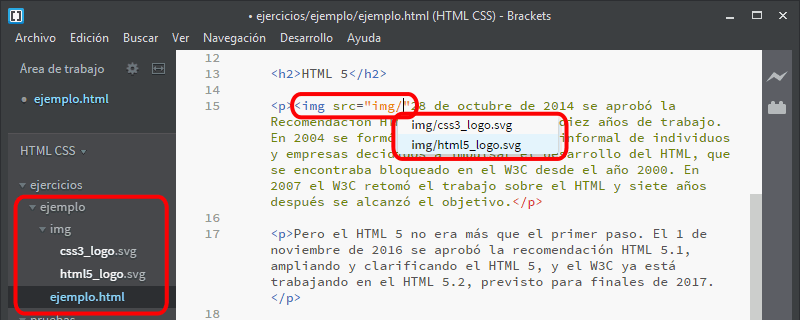 • ejercicios/ejemplo/ejemplo.html (HTML CSS) - Brackets
Archivo Edición Buscar Ver Navegación Desarrollo Ayuda
Área de trabajo
• ejemplo.html
HTML CSS
ejercicios
ejemplo
img
css3_logo.svg
html5_logo.svg
ejemplo.html
pruebas
12
13 <h2>HTML 5</h2>
14
15 <p><img src="img/"28 de octubre de 2014 se aprobó la
Recomendación diez años de trabajo.
En 2004 se formó informal de individuos
y empresas desarrollo del HTML, que
se encontraba bloqueado en el W3C desde el año 2000. En
2007 el W3C retomó el trabajo sobre el HTML y siete años
después se alcanzó el objetivo.</p>
img/css3_logo.svg
img/html5_logo.svg
16
17 <p>Pero el HTML 5 no era más que el primer paso. El 1 de
noviembre de 2016 se aprobó la recomendación HTML 5.1,
ampliando y clarificando el HTML 5, y el W3C ya está
trabajando en el HTML 5.2, previsto para finales de 2017.
</p>
18